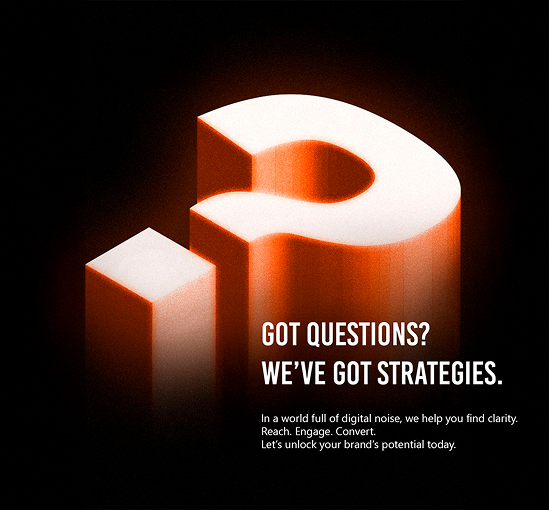 GOT QUESTIONS?
WE'VE GOT STRATEGIES.
In a world full of digital noise, we help you find clarity.
Reach. Engage. Convert.
Let's unlock your brand's potential today.